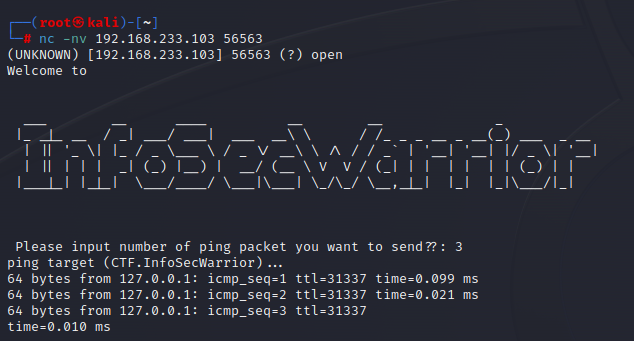 ┌──(root㉿kali)-[~]
└─# nc -nv 192.168.233.103 56563
(UNKNOWN) [192.168.233.103] 56563 (?) open
Welcome to
InfoSecWarrior
Please input number of ping packet you want to send??: 3
ping target (CTF.InfoSecWarrior)...
64 bytes from 127.0.0.1: icmp_seq=1 ttl=31337 time=0.099 ms
64 bytes from 127.0.0.1: icmp_seq=2 ttl=31337 time=0.021 ms
64 bytes from 127.0.0.1: icmp_seq=3 ttl=31337
time=0.010 ms